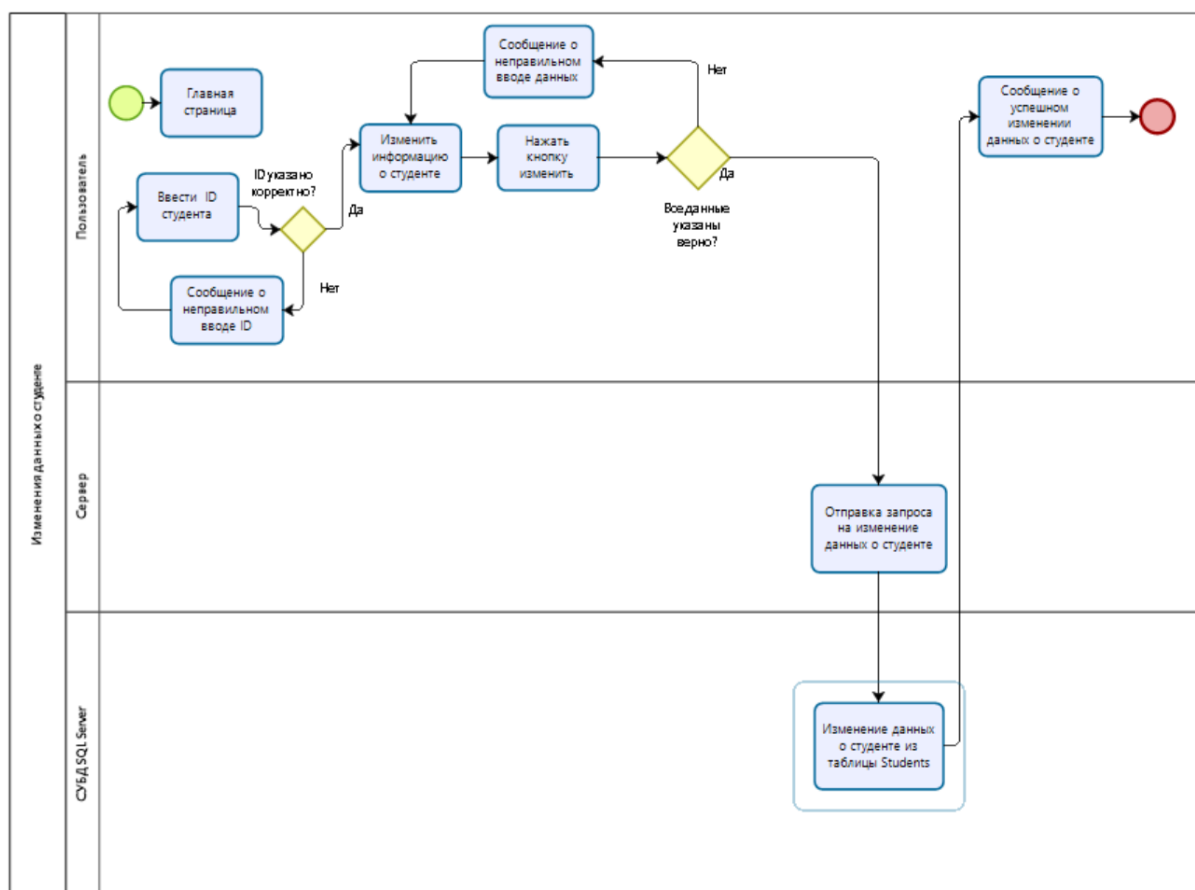 Изменения данных о студенте
Пользователь
Главная
страница
Сообщение о
неправильном
вводе данных
Нет
Сообщение о
успешном
изменении
данных о студенте
Изменить
информацию
о студенте
Нажать
кнопку
изменить
Да
Все данные
указаны
верно?
ID указано
корректно?
Ввести ID
студента
Да
Нет
Сообщение о
неправильном
вводе ID
Сервер
Отправка запроса
на изменение
данных о студенте
СУБД SQL Server
Изменение данных
о студенте из
таблицы Students